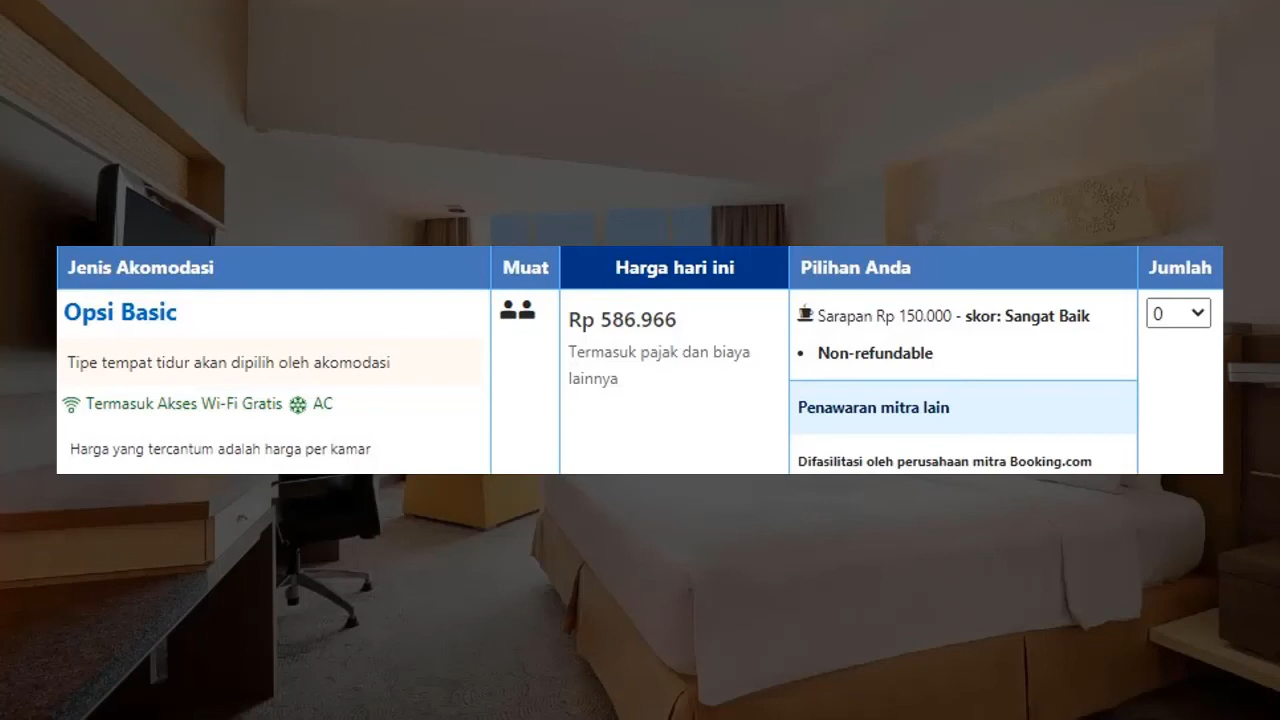 Jenis Akomodasi
Muat
Harga hari ini
Pilihan Anda
Jumlah
Opsi Basic
Tipe tempat tidur akan dipilih oleh akomodasi
Termasuk Akses Wi-Fi Gratis AC
Harga yang tercantum adalah harga per kamar
Rp 586.966
Termasuk pajak dan biaya
lainnya
Sarapan Rp 150.000 - skor: Sangat Baik
• Non-refundable
Penawaran mitra lain
Difasilitasi oleh perusahaan mitra Booking.com
0